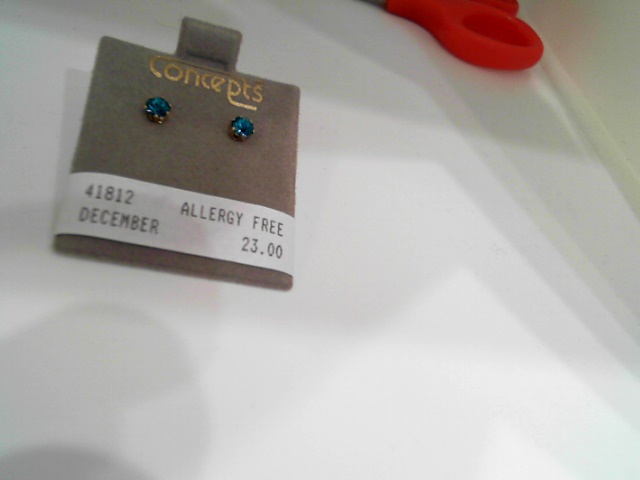 Concepts
41812
ALLERGY FREE
DECEMBER
23.00